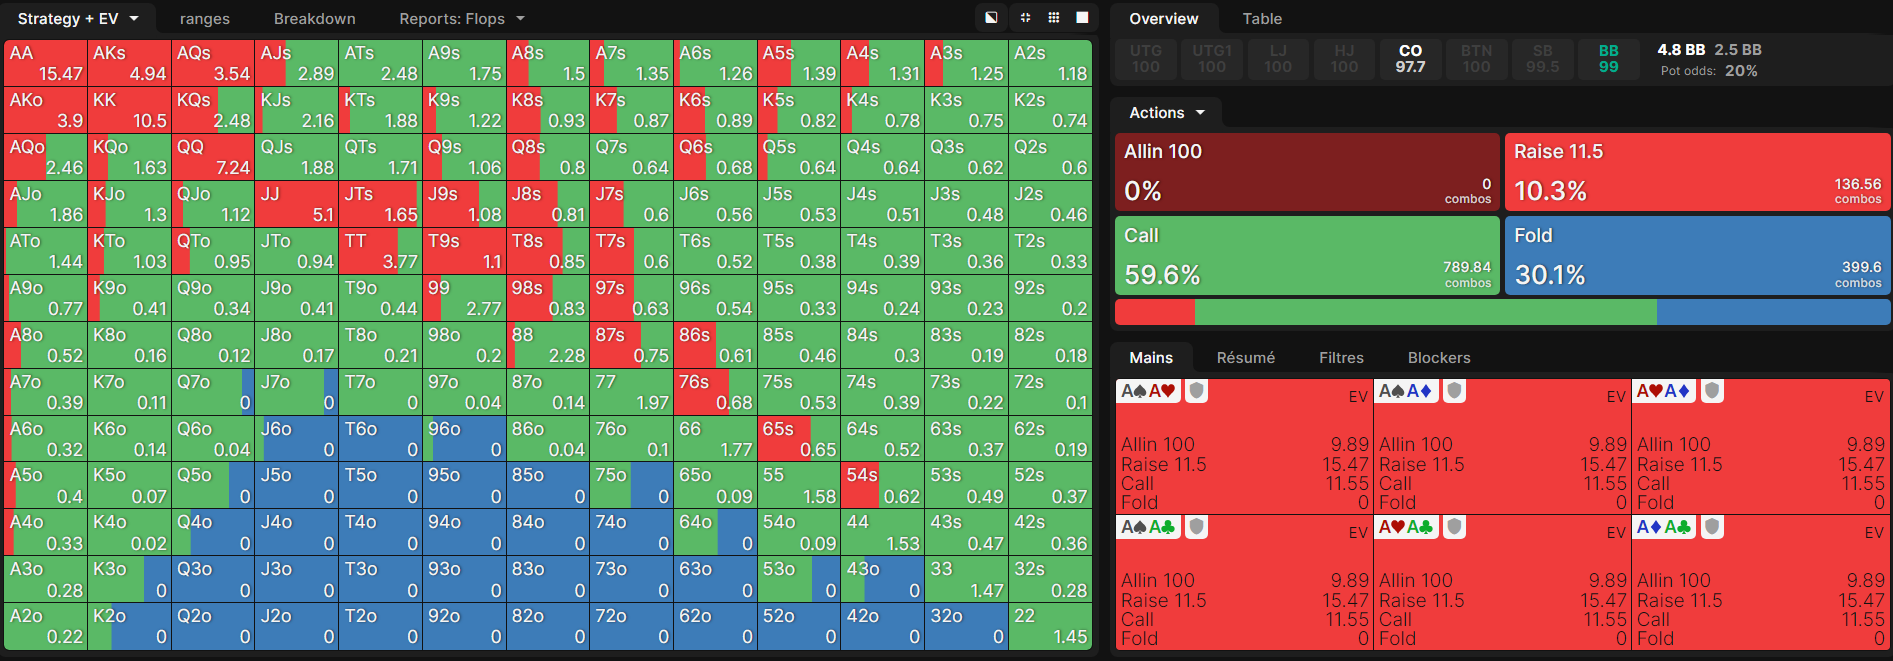 Strategy + EV ranges Breakdown Reports: Flops
AA AKs AQs AJs ATs A9s A8s A7s A6s A5s A4s A3s A2s
15.47 4.94 3.54 2.89 2.48 1.75 1.5 1.35 1.26 1.39 1.31 1.25 1.18
AKo KK KQs KJs KTs K9s K8s K7s K6s K5s K4s K3s K2s
3.9 10.5 2.48 2.16 1.88 1.22 0.93 0.87 0.89 0.82 0.78 0.75 0.74
AQo KQo QQ QJs QTs Q9s Q8s Q7s Q6s Q5s Q4s Q3s Q2s
2.46 1.63 7.24 1.88 1.71 1.06 0.8 0.64 0.68 0.64 0.64 0.62 0.6
AJo KJo QJo JJ JTs J9s J8s J7s J6s J5s J4s J3s J2s
1.86 1.3 1.12 5.1 1.65 1.08 0.81 0.6 0.56 0.53 0.51 0.48 0.46
ATo KTo QTo JTo TT T9s T8s T7s T6s T5s T4s T3s T2s
1.44 1.03 0.95 0.94 3.77 1.1 0.85 0.6 0.52 0.38 0.39 0.36 0.33
A9o K9o Q9o J9o T9o 99 98s 97s 96s 95s 94s 93s 92s
0.77 0.41 0.34 0.41 0.44 2.77 0.83 0.63 0.54 0.33 0.24 0.23 0.2
A8o K8o Q8o J8o T8o 98o 88 87s 86s 85s 84s 83s 82s
0.52 0.16 0.12 0.17 0.21 0.2 2.28 0.75 0.61 0.46 0.3 0.19 0.18
A7o K7o Q7o J7o T7o 97o 87o 77 76s 75s 74s 73s 72s
0.39 0.11 0 0 0 0.04 0.14 1.97 0.68 0.53 0.39 0.22 0.1
A6o K6o Q6o J6o T6o 96o 86o 76o 66 65s 64s 63s 62s
0.32 0.14 0.04 0 0 0 0.04 0.1 1.77 0.65 0.52 0.37 0.19
A5o K5o Q5o J5o T5o 95o 85o 75o 65o 55 54s 53s 52s
0.4 0.07 0 0 0 0 0 0 0.09 1.58 0.62 0.49 0.37
A4o K4o Q4o J4o T4o 94o 84o 74o 64o 54o 44 43s 42s
0.33 0.02 0 0 0 0 0 0 0 0.09 1.53 0.47 0.36
A3o K3o Q3o J3o T3o 93o 83o 73o 63o 53o 43o 33 32s
0.28 0 0 0 0 0 0 0 0 0 0 1.47 0.28
A2o K2o Q2o J2o T2o 92o 82o 72o 62o 52o 42o 32o 22
0.22 0 0 0 0 0 0 0 0 0 0 0 1.45
Overview Table
UTG UTG1 LJ HJ CO BTN SB BB
100 100 100 100 97.7 100 99.5 99
4.8 BB 2.5 BB
Pot odds: 20%
Actions
Allin 100
0% 0
combos
Raise 11.5
10.3% 136.56
combos
Call
59.6% 789.84
combos
Fold
30.1% 399.6
combos
Mains Résumé Filtres Blockers
A♠A♥ EV A♠A♦ EV A♥A♦ EV
Allin 100 9.89 Allin 100 9.89 Allin 100 9.89
Raise 11.5 15.47 Raise 11.5 15.47 Raise 11.5 15.47
Call 11.55 Call 11.55 Call 11.55
Fold 0 Fold 0 Fold 0
A♠A♣ EV A♥A♣ EV A♦A♣ EV
Allin 100 9.89 Allin 100 9.89 Allin 100 9.89
Raise 11.5 15.47 Raise 11.5 15.47 Raise 11.5 15.47
Call 11.55 Call 11.55 Call 11.55
Fold 0 Fold 0 Fold 0